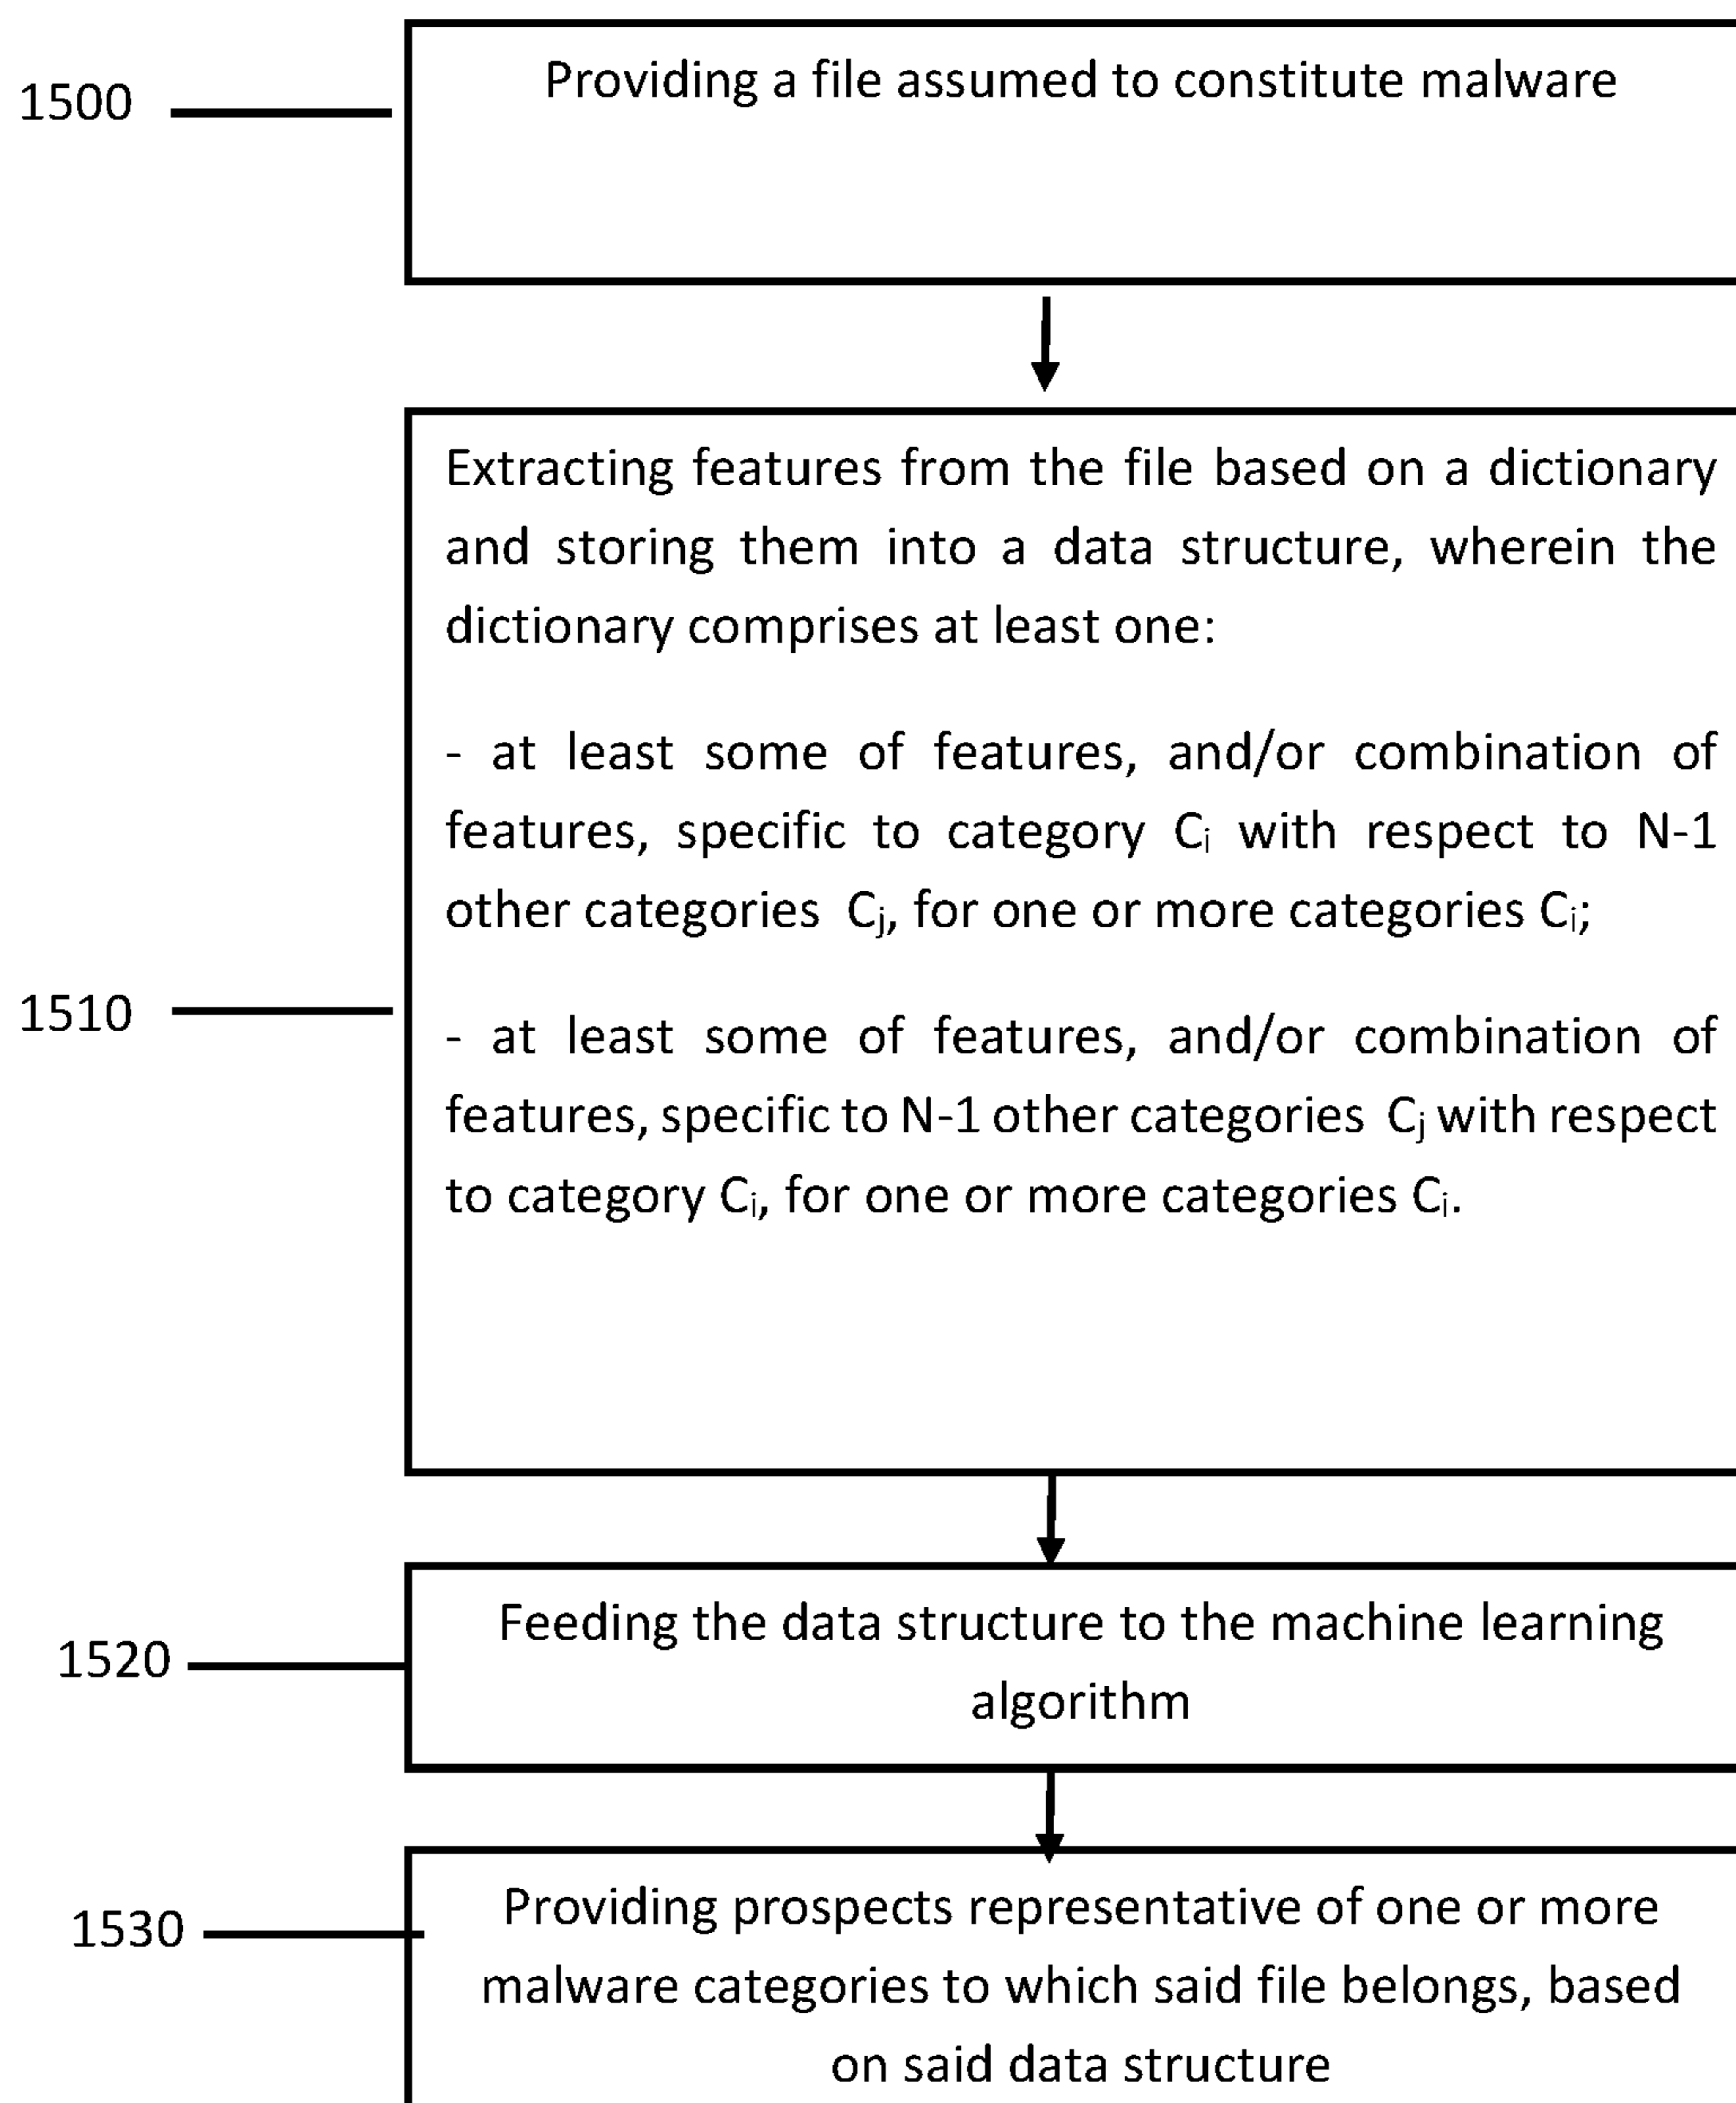 1500
Providing a file assumed to constitute malware
Extracting features from the file based on a dictionary
and storing them into a data structure, wherein the
dictionary comprises at least one:
- at least some of features, and/or combination of
features, specific to category Ci with respect to N-1
other categories Cj, for one or more categories Ci;
1510
- at least some of features, and/or combination of
features, specific to N-1 other categories Cj with respect
to category Ci, for one or more categories Ci.
1520
Feeding the data structure to the machine learning
algorithm
1530
Providing prospects representative of one or more
malware categories to which said file belongs, based
on said data structure